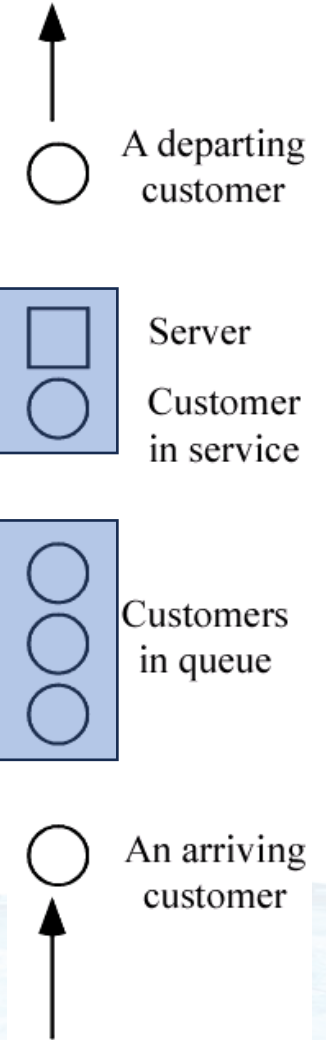 A departing
customer
Server
Customer
in service
Customers
in queue
An arriving
customer